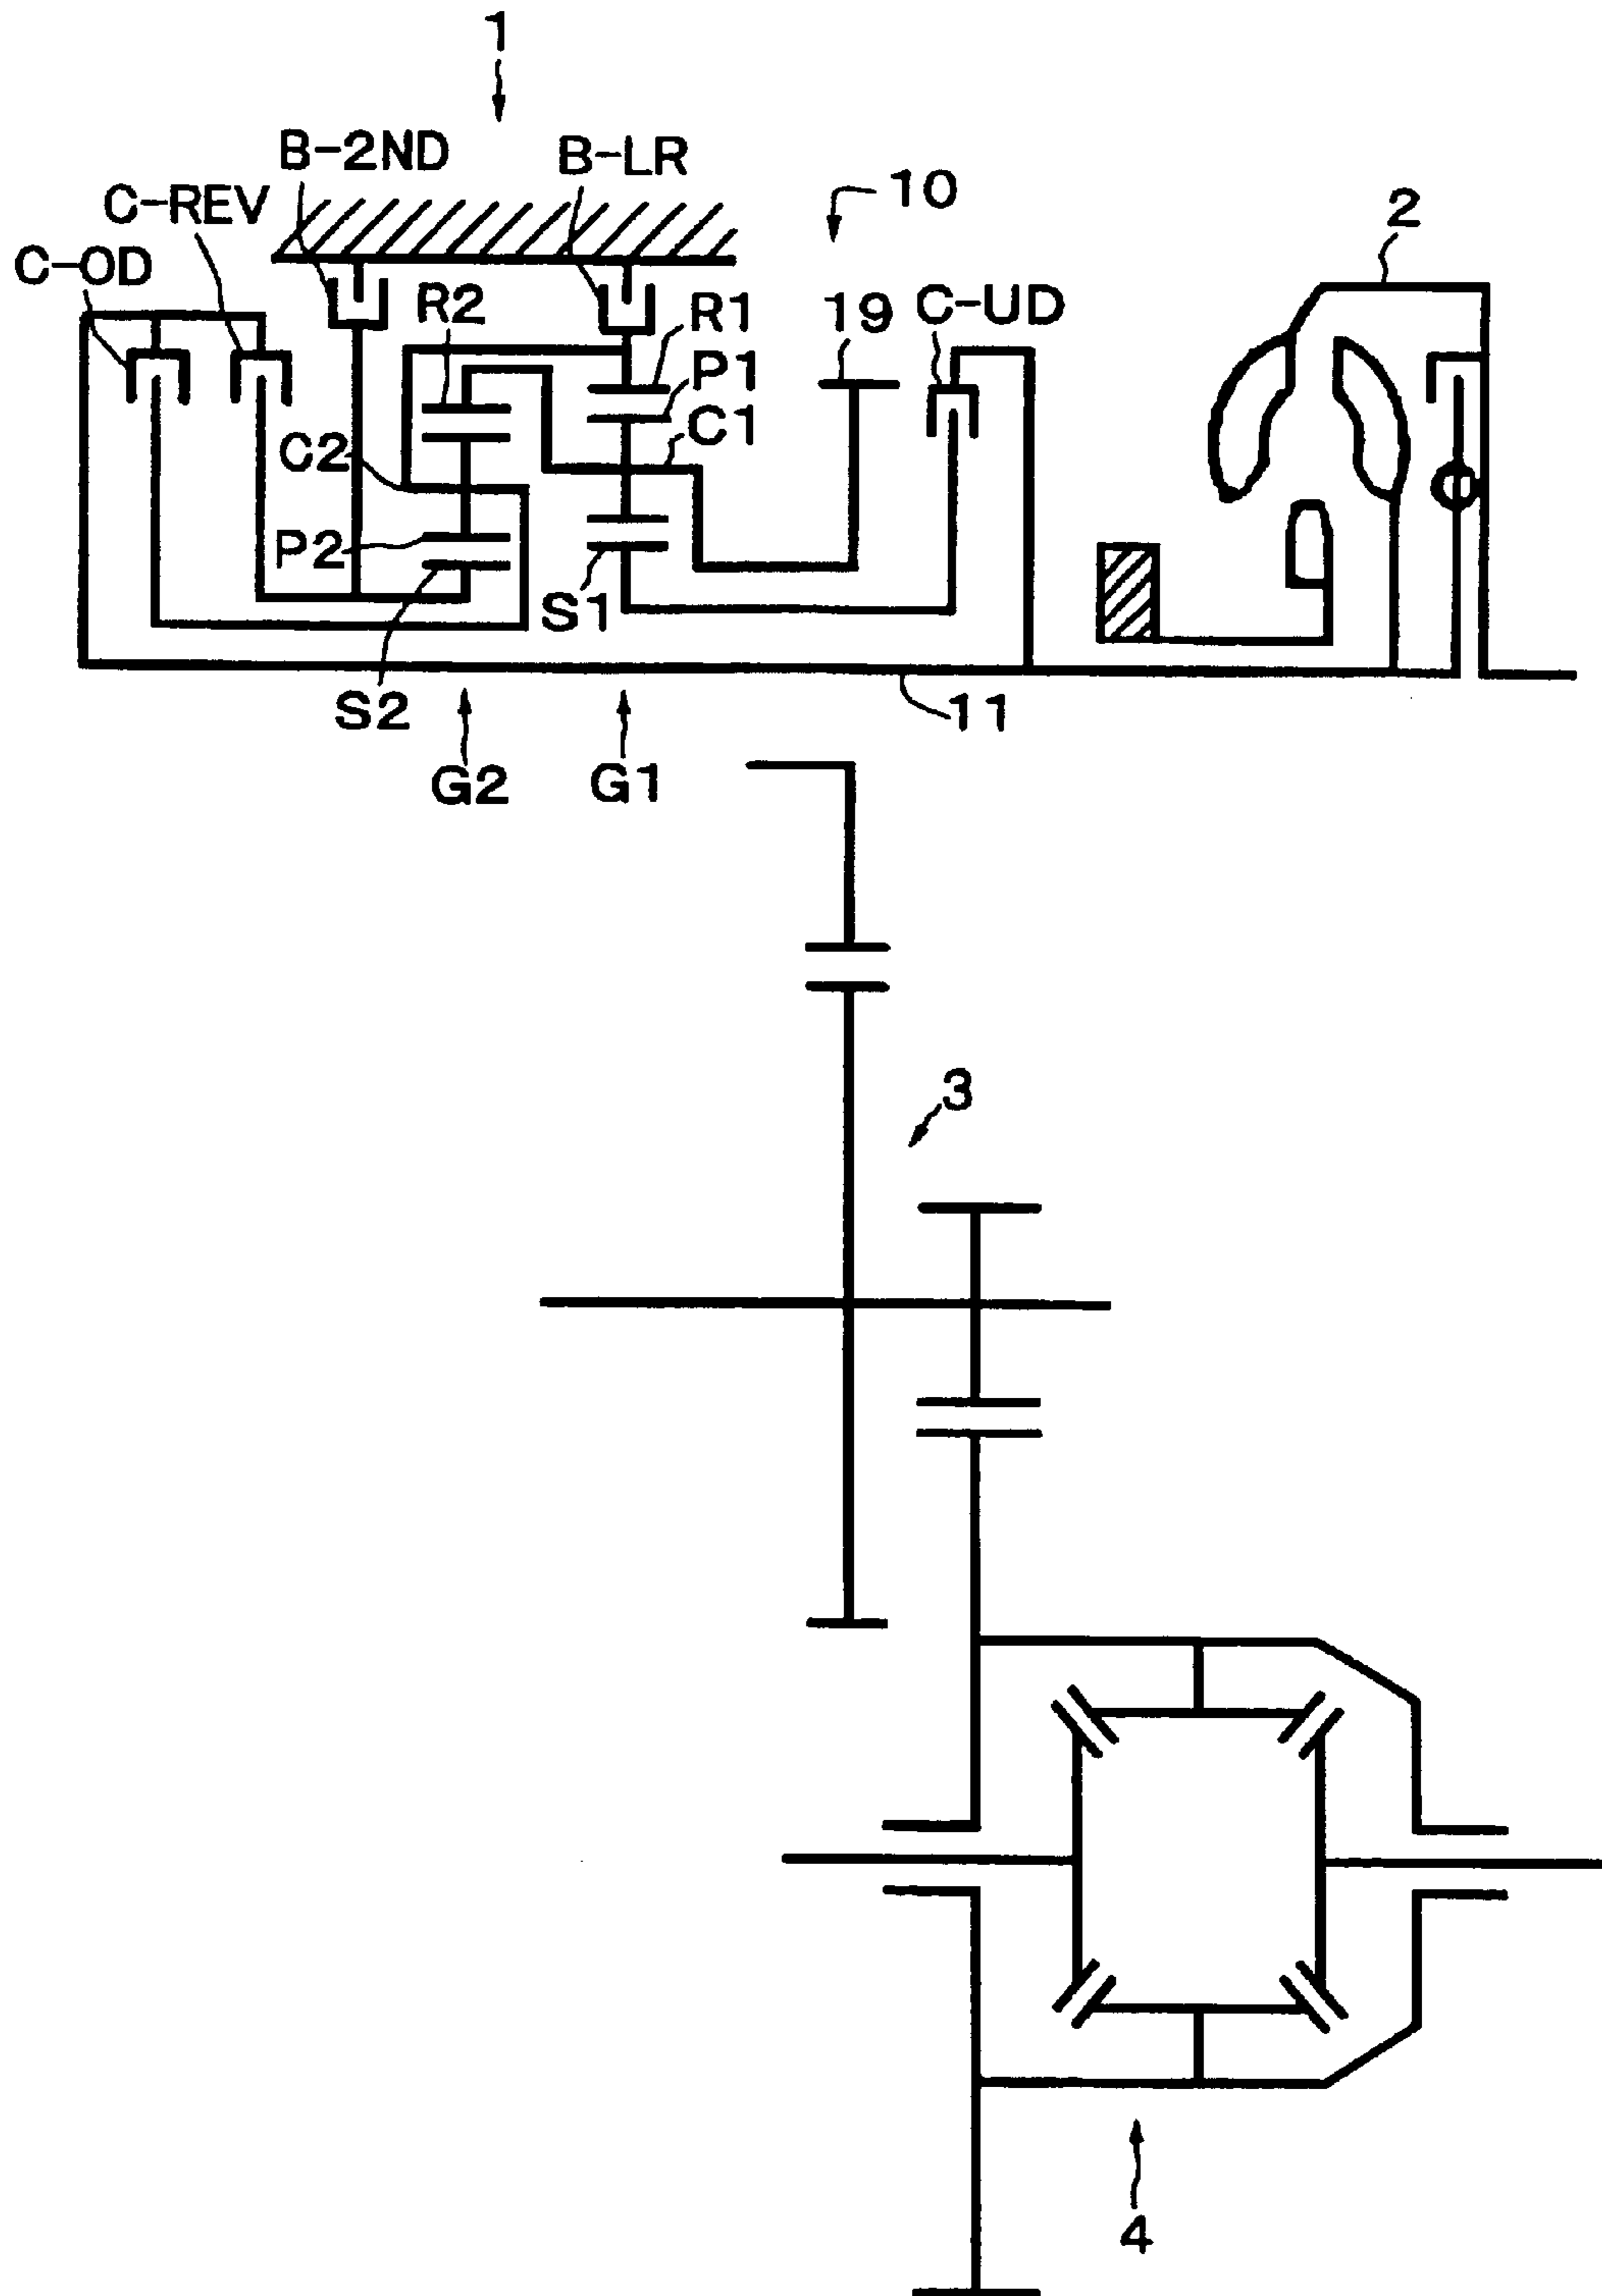 1
B-2ND
B-LR
C-REV
10
2
C-OD
R2
R1
19
C-UD
P1
C1
C2
P2
S1
S2
11
G2
G1
3
4